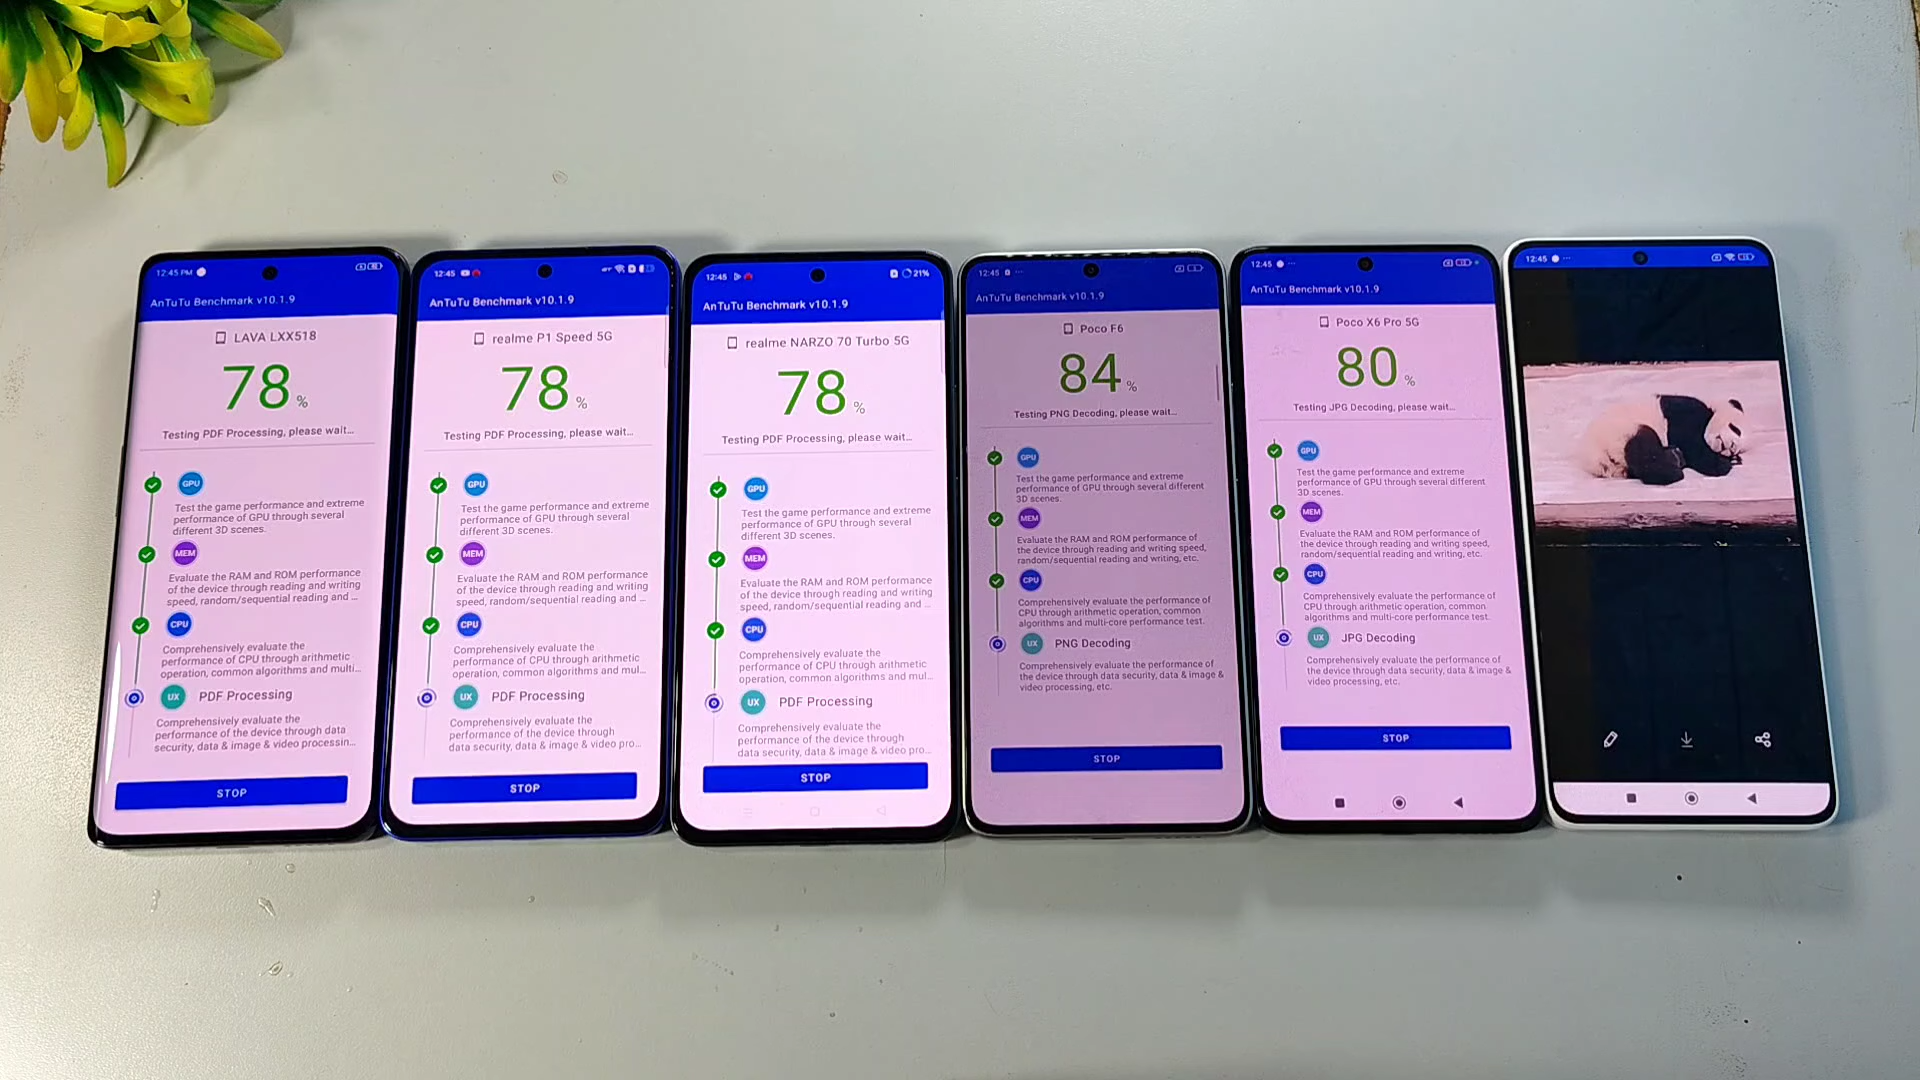 12:45 PM
AnTuTu Benchmark v10.1.9
LAVA LXX518
78 %
Testing PDF Processing, please wait...
GPU
Test the game performance and extreme
performance of GPU through several
different 3D scenes.
MEM
Evaluate the RAM and ROM performance
of the device through reading and writing
speed, random/sequential reading and ...
CPU
Comprehensively evaluate the
performance of CPU through arithmetic
operation, common algorithms and multi...
UX PDF Processing
Comprehensively evaluate the
performance of the device through data
security, data & image & video processin...
STOP
12:45
AnTuTu Benchmark v10.1.9
realme P1 Speed 5G
78 %
Testing PDF Processing, please wait...
GPU
Test the game performance and extreme
performance of GPU through several
different 3D scenes.
MEM
Evaluate the RAM and ROM performance
of the device through reading and writing
speed, random/sequential reading and ...
CPU
Comprehensively evaluate the
performance of CPU through arithmetic
operation, common algorithms and mul...
UX PDF Processing
Comprehensively evaluate the
performance of the device through
data security, data & image & video pro...
STOP
12:45 21%
AnTuTu Benchmark v10.1.9
realme NARZO 70 Turbo 5G
78 %
Testing PDF Processing, please wait...
GPU
Test the game performance and extreme
performance of GPU through several
different 3D scenes.
MEM
Evaluate the RAM and ROM performance
of the device through reading and writing
speed, random/sequential reading and ...
CPU
Comprehensively evaluate the
performance of CPU through arithmetic
operation, common algorithms and mul...
UX PDF Processing
Comprehensively evaluate the
performance of the device through
data security, data & image & video pro...
STOP
12:45
AnTuTu Benchmark v10.1.9
Poco F6
84 %
Testing PNG Decoding, please wait...
GPU
Test the game performance and extreme
performance of GPU through several different
3D scenes.
MEM
Evaluate the RAM and ROM performance of
the device through reading and writing speed,
random/sequential reading and writing, etc.
CPU
Comprehensively evaluate the performance of
CPU through arithmetic operation, common
algorithms and multi-core performance test.
UX PNG Decoding
Comprehensively evaluate the performance of
the device through data security, data & image &
video processing, etc.
STOP
12:45
AnTuTu Benchmark v10.1.9
Poco X6 Pro 5G
80 %
Testing JPG Decoding, please wait...
GPU
Test the game performance and extreme
performance of GPU through several different
3D scenes.
MEM
Evaluate the RAM and ROM performance of
the device through reading and writing speed,
random/sequential reading and writing, etc.
CPU
Comprehensively evaluate the performance of
CPU through arithmetic operation, common
algorithms and multi-core performance test.
UX JPG Decoding
Comprehensively evaluate the performance of
the device through data security, data & image &
video processing, etc.
STOP
12:45